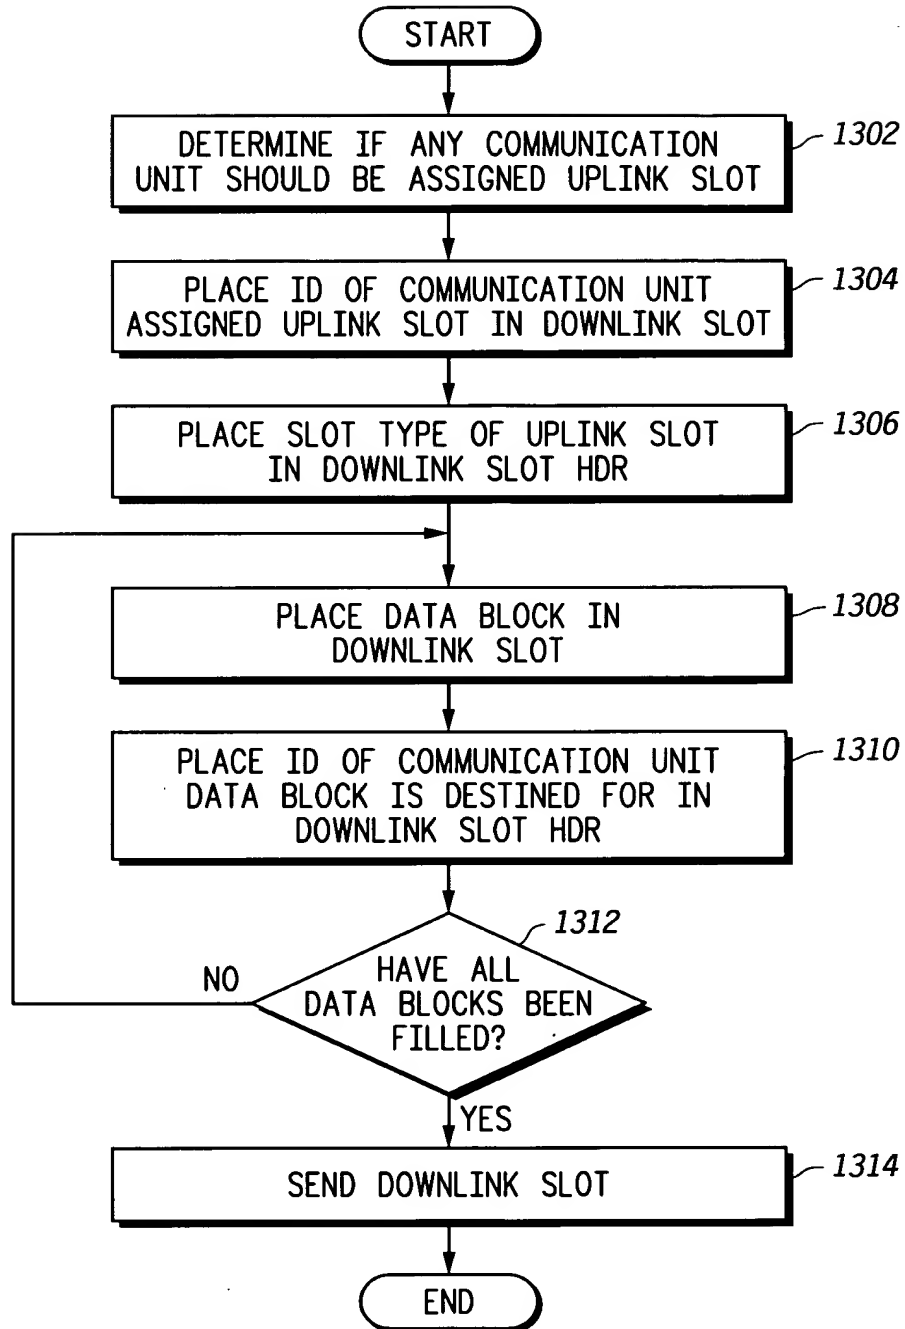 START
DETERMINE IF ANY COMMUNICATION
UNIT SHOULD BE ASSIGNED UPLINK SLOT
1302
PLACE ID OF COMMUNICATION UNIT
ASSIGNED UPLINK SLOT IN DOWNLINK SLOT
1304
PLACE SLOT TYPE OF UPLINK SLOT
IN DOWNLINK SLOT HDR
1306
PLACE DATA BLOCK IN
DOWNLINK SLOT
1308
PLACE ID OF COMMUNICATION UNIT
DATA BLOCK IS DESTINED FOR IN
DOWNLINK SLOT HDR
1310
1312
NO
HAVE ALL
DATA BLOCKS BEEN
FILLED?
YES
SEND DOWNLINK SLOT
1314
END